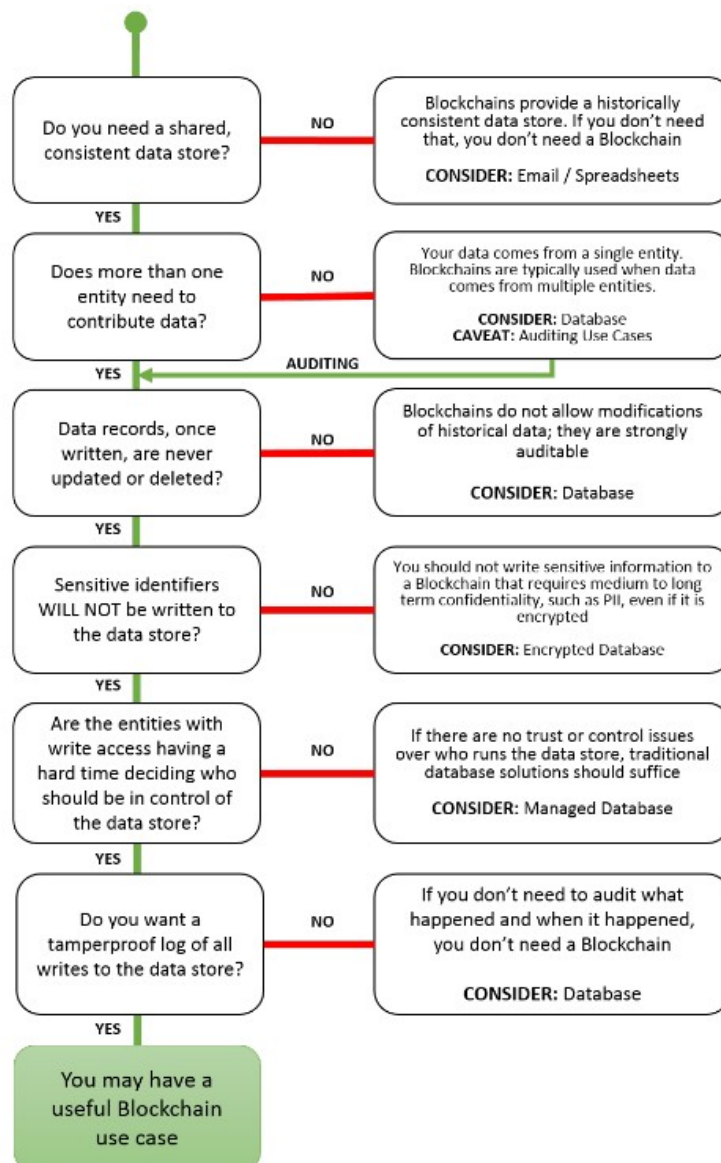 Do you need a shared,
consistent data store?
NO
Blockchains provide a historically
consistent data store. If you don't need
that, you don't need a Blockchain
CONSIDER: Email / Spreadsheets
YES
Does more than one
entity need to
contribute data?
NO
Your data comes from a single entity.
Blockchains are typically used when data
comes from multiple entities.
CONSIDER: Database
CAVEAT: Auditing Use Cases
YES
AUDITING
Data records, once
written, are never
updated or deleted?
NO
Blockchains do not allow modifications
of historical data; they are strongly
auditable
CONSIDER: Database
YES
Sensitive identifiers
WILL NOT be written to
the data store?
NO
You should not write sensitive information to
a Blockchain that requires medium to long
term confidentiality, such as PII, even if it is
encrypted
CONSIDER: Encrypted Database
YES
Are the entities with
write access having a
hard time deciding who
should be in control of
the data store?
NO
If there are no trust or control issues
over who runs the data store, traditional
database solutions should suffice
CONSIDER: Managed Database
YES
Do you want a
tamperproof log of all
writes to the data store?
NO
If you don't need to audit what
happened and when it happened,
you don't need a Blockchain
CONSIDER: Database
YES
You may have a
useful Blockchain
use case